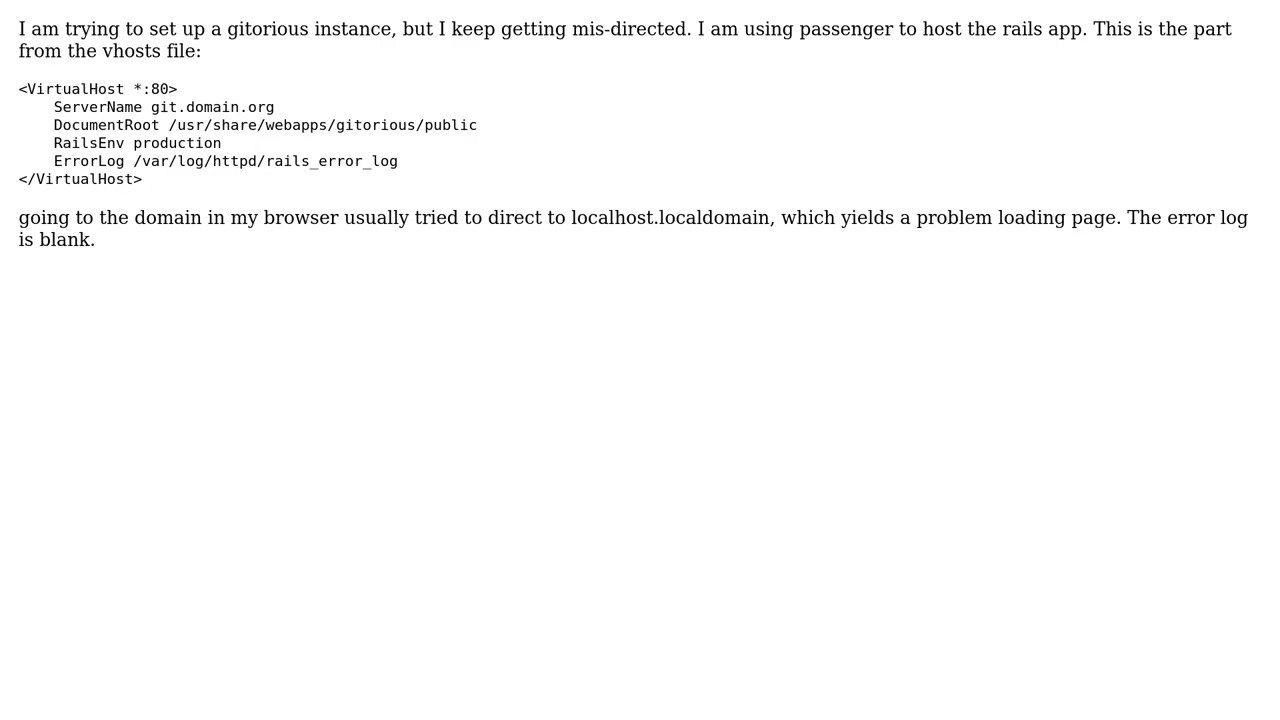 I am trying to set up a gitorious instance, but I keep getting mis-directed. I am using passenger to host the rails app. This is the part
from the vhosts file:
<VirtualHost *:80>
    ServerName git.domain.org
    DocumentRoot /usr/share/webapps/gitorious/public
    RailsEnv production
    ErrorLog /var/log/httpd/rails_error_log
</VirtualHost>
going to the domain in my browser usually tried to direct to localhost.localdomain, which yields a problem loading page. The error log
is blank.